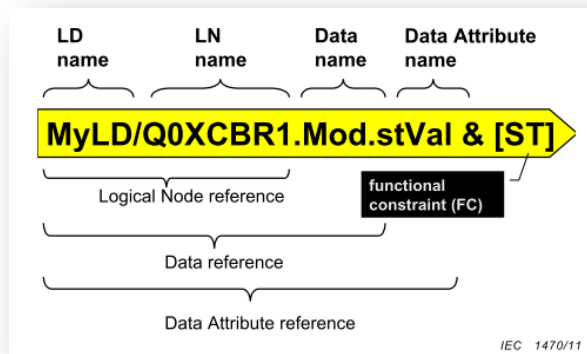 LD name
LN name
Data name
Data Attribute name
MyLD/Q0XCBR1.Mod.stVal & [ST]
Logical Node reference
functional constraint (FC)
Data reference
Data Attribute reference
IEC 1470/11